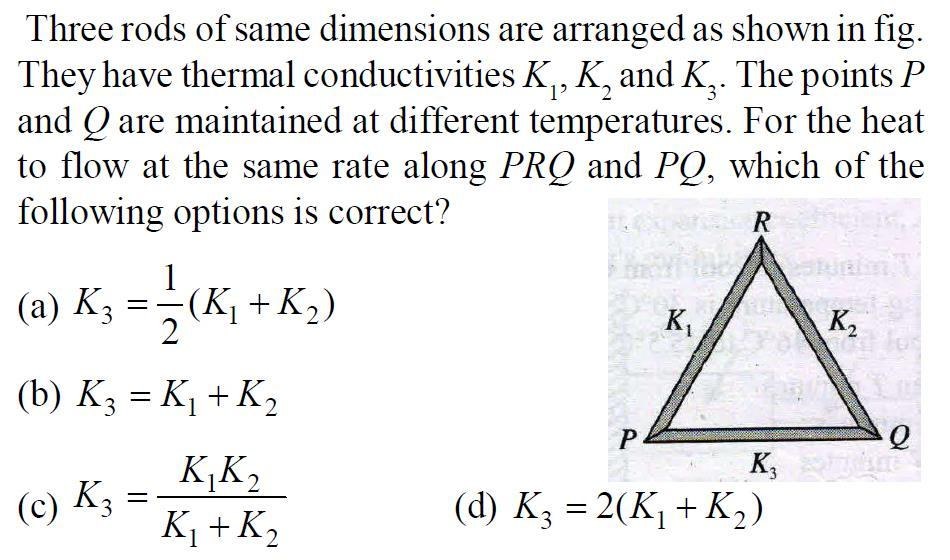 Three rods of same dimensions are arranged as shown in fig.
They have thermal conductivities K₁, K₂ and K₃. The points P
and Q are maintained at different temperatures. For the heat
to flow at the same rate along PRQ and PQ, which of the
following options is correct?
R
K₁
K₂
P
Q
K₃
(a) K₃ = 1/2 (K₁ + K₂)
(b) K₃ = K₁ + K₂
(c) K₃ = K₁K₂ / (K₁ + K₂)
(d) K₃ = 2(K₁ + K₂)